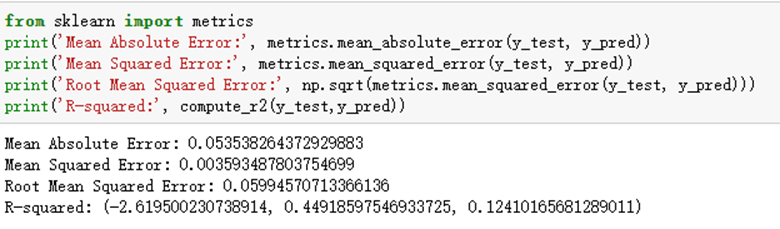 from sklearn import metrics
print('Mean Absolute Error:', metrics.mean_absolute_error(y_test, y_pred))
print('Mean Squared Error:', metrics.mean_squared_error(y_test, y_pred))
print('Root Mean Squared Error:', np.sqrt(metrics.mean_squared_error(y_test, y_pred)))
print('R-squared:', compute_r2(y_test,y_pred))
Mean Absolute Error: 0.053538264372929883
Mean Squared Error: 0.003593487803754699
Root Mean Squared Error: 0.05994570713366136
R-squared: (-2.619500230738914, 0.44918597546933725, 0.12410165681289011)